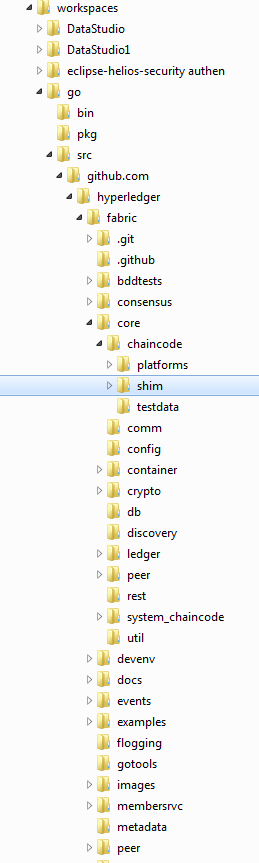 workspaces
DataStudio
DataStudio1
eclipse-helios-security authen
go
bin
pkg
src
github.com
hyperledger
fabric
.git
.github
bddtests
consensus
core
chaincode
platforms
shim
testdata
comm
config
container
crypto
db
discovery
ledger
peer
rest
system_chaincode
util
devenv
docs
events
examples
flogging
gotools
images
membersrvc
metadata
peer